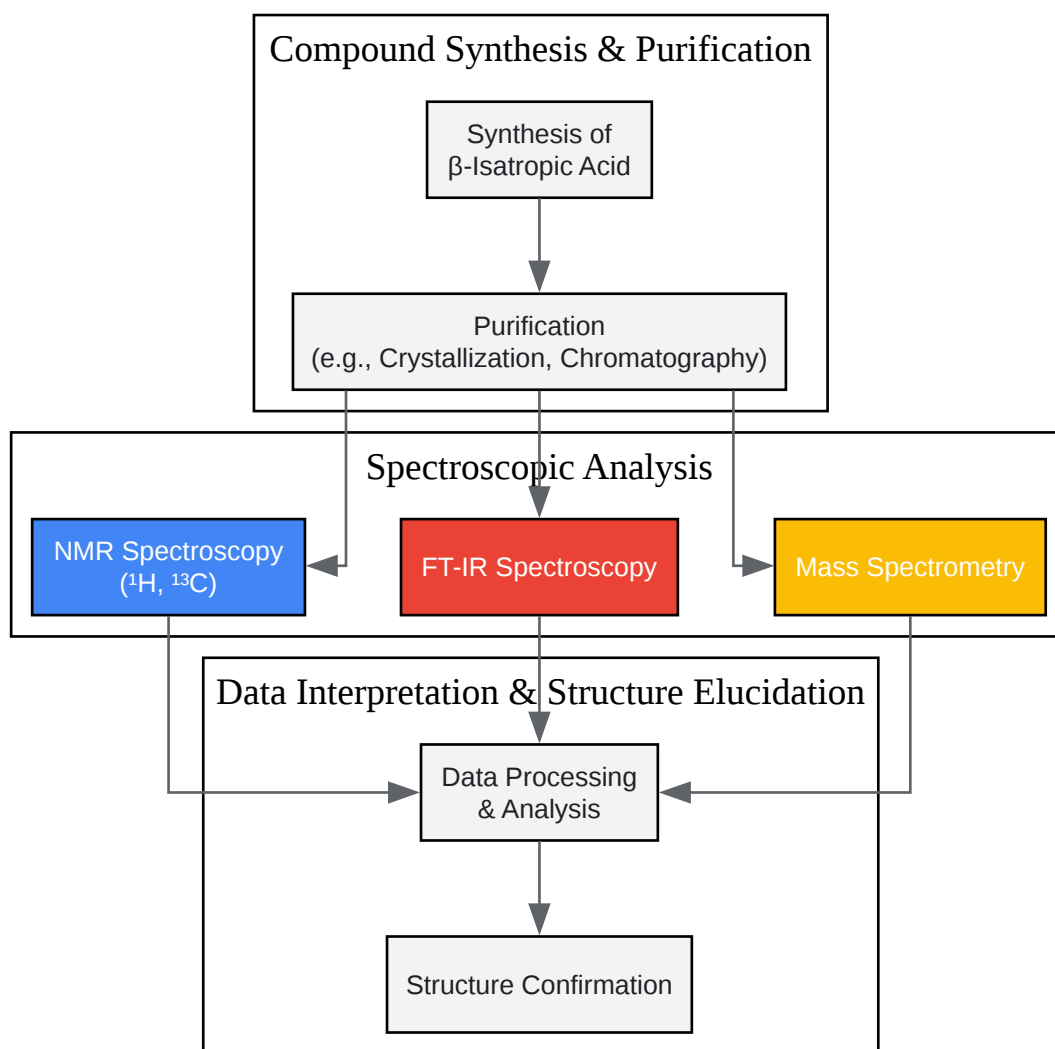 Compound Synthesis & Purification
Synthesis of
β-Isatropic Acid
Purification
(e.g., Crystallization, Chromatography)
Spectroscopic Analysis
NMR Spectroscopy
(¹H, ¹³C)
FT-IR Spectroscopy
Mass Spectrometry
Data Interpretation & Structure Elucidation
Data Processing
& Analysis
Structure Confirmation